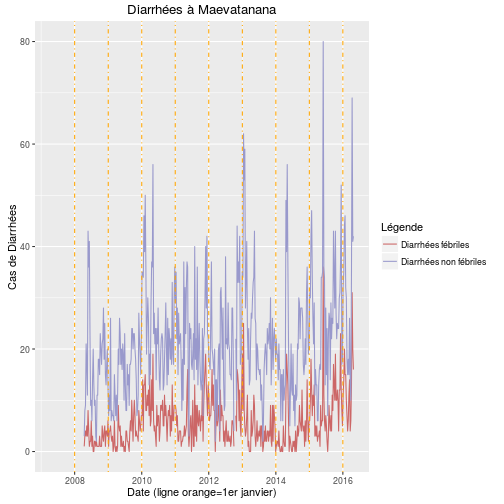 Diarrhées à Maevatanana
Cas de Diarrhées
80
60
40
20
0
2008
2010
2012
2014
2016
Date (ligne orange=1er janvier)
Légende
Diarrhées fébriles
Diarrhées non fébriles